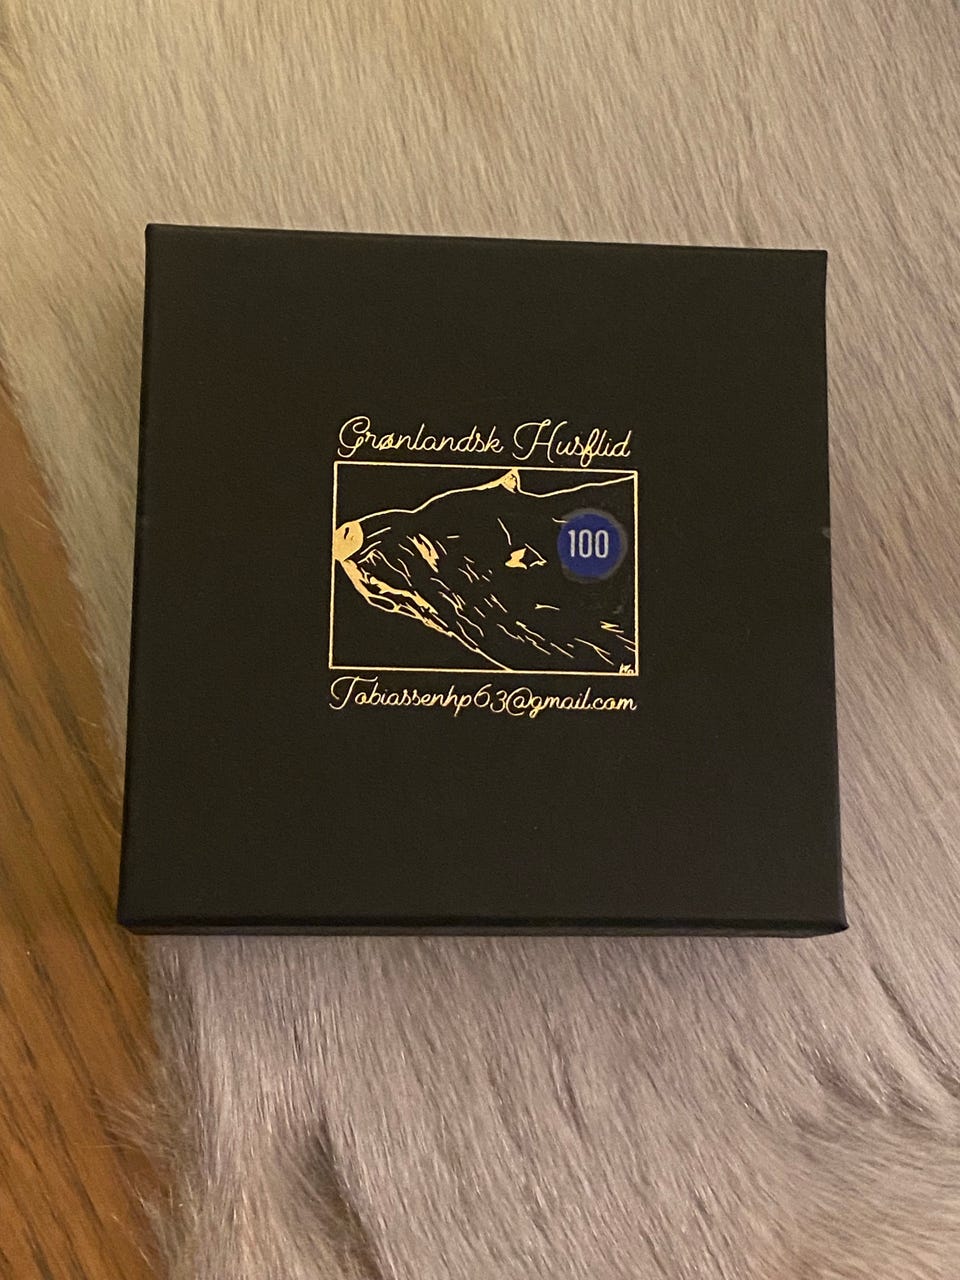 Grønlandsk Husflid
100
Tobiassenhp63@gmail.com